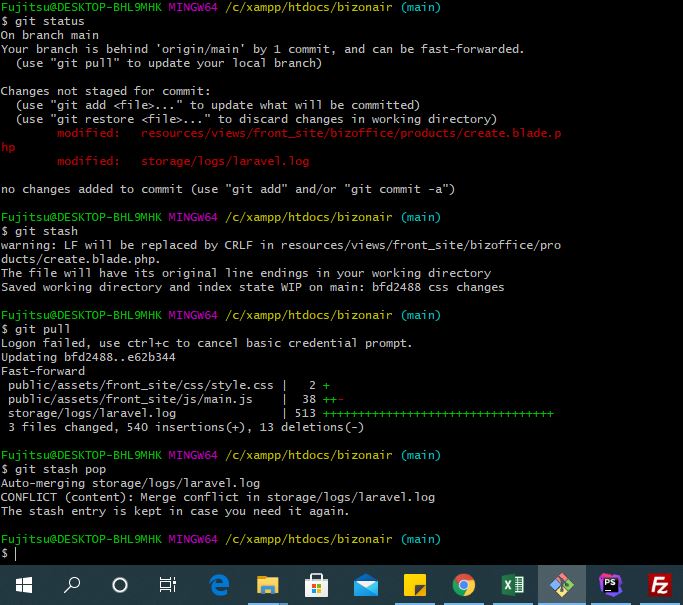 Fujitsu@DESKTOP-BHL9MHK MINGW64 /c/xampp/htdocs/bizonair (main)
$ git status
On branch main
Your branch is behind 'origin/main' by 1 commit, and can be fast-forwarded.
  (use "git pull" to update your local branch)

Changes not staged for commit:
  (use "git add <file>..." to update what will be committed)
  (use "git restore <file>..." to discard changes in working directory)
        modified:   resources/views/front_site/bizoffice/products/create.blade.p
hp
        modified:   storage/logs/laravel.log

no changes added to commit (use "git add" and/or "git commit -a")

Fujitsu@DESKTOP-BHL9MHK MINGW64 /c/xampp/htdocs/bizonair (main)
$ git stash
warning: LF will be replaced by CRLF in resources/views/front_site/bizoffice/pro
ducts/create.blade.php.
The file will have its original line endings in your working directory
Saved working directory and index state WIP on main: bfd2488 css changes

Fujitsu@DESKTOP-BHL9MHK MINGW64 /c/xampp/htdocs/bizonair (main)
$ git pull
Logon failed, use ctrl+c to cancel basic credential prompt.
Updating bfd2488..e62b344
Fast-forward
 public/assets/front_site/css/style.css |   2 +
 public/assets/front_site/js/main.js    |  38 ++-
 storage/logs/laravel.log               | 513 +++++++++++++++++++++++++++++++++
 3 files changed, 540 insertions(+), 13 deletions(-)

Fujitsu@DESKTOP-BHL9MHK MINGW64 /c/xampp/htdocs/bizonair (main)
$ git stash pop
Auto-merging storage/logs/laravel.log
CONFLICT (content): Merge conflict in storage/logs/laravel.log
The stash entry is kept in case you need it again.

Fujitsu@DESKTOP-BHL9MHK MINGW64 /c/xampp/htdocs/bizonair (main)
$
PS
Fz